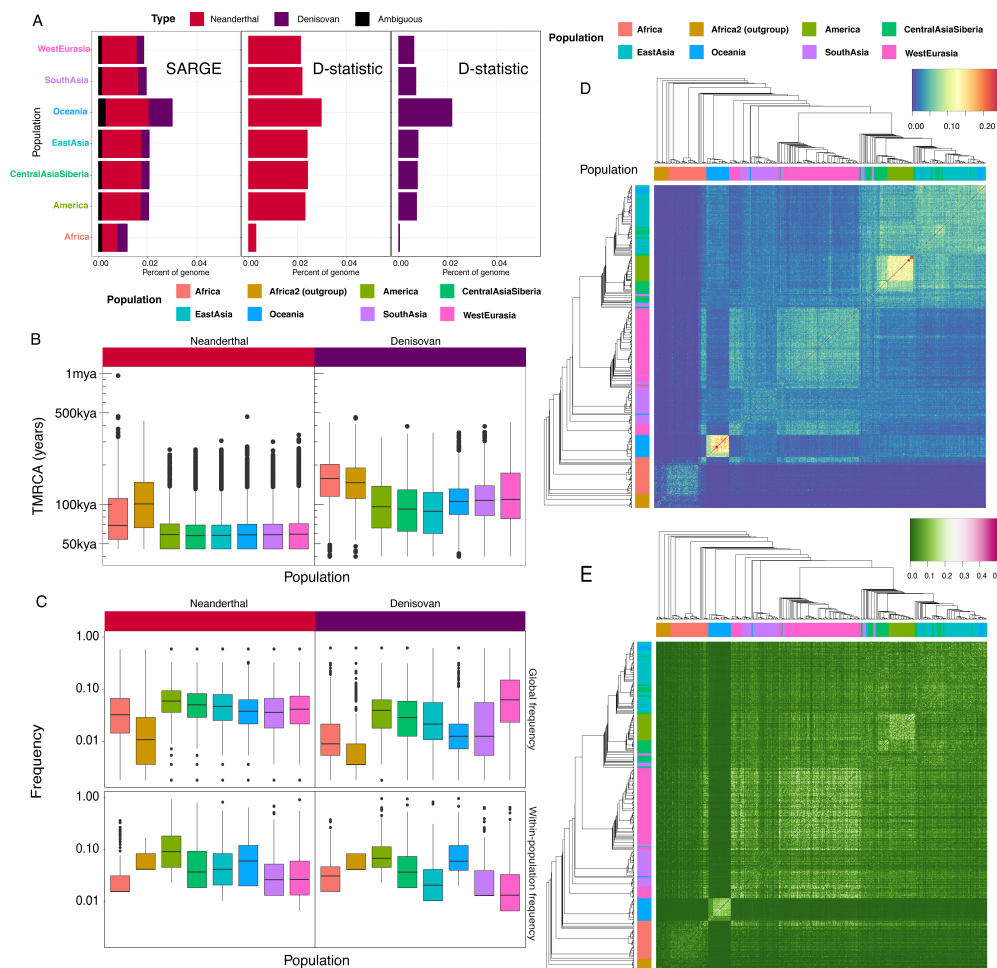 A
Type
Neanderthal
Denisovan
Ambiguous
SARGE
D-statistic
D-statistic
Population
WestEurasia
SouthAsia
Oceania
EastAsia
CentralAsiaSiberia
America
Africa
0.00 0.02 0.04
0.00 0.02 0.04
0.00 0.02 0.04
Percent of genome
Percent of genome
Percent of genome
Population
Africa
Africa2 (outgroup)
America
CentralAsiaSiberia
EastAsia
Oceania
SouthAsia
WestEurasia
B
Neanderthal
Denisovan
TMRCA (years)
1mya
500kya
100kya
50kya
Population
C
Neanderthal
Denisovan
Frequency
1.00
0.10
0.01
Global frequency
1.00
0.10
0.01
Within-population frequency
Population
Population
Africa
Africa2 (outgroup)
America
CentralAsiaSiberia
EastAsia
Oceania
SouthAsia
WestEurasia
D
0.00 0.10 0.20
Population
E
0.0 0.1 0.2 0.3 0.4